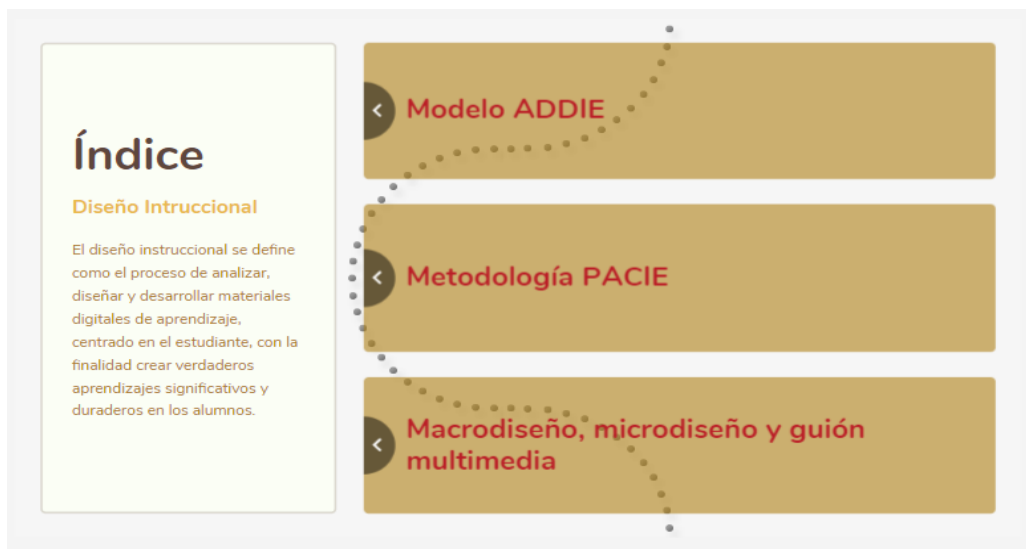 Índice
Diseño Intruccional
El diseño instruccional se define
como el proceso de analizar,
diseñar y desarrollar materiales
digitales de aprendizaje,
centrado en el estudiante, con la
finalidad crear verdaderos
aprendizajes significativos y
duraderos en los alumnos.
Modelo ADDIE
Metodología PACIE
Macrodiseño, microdiseño y guión
multimedia